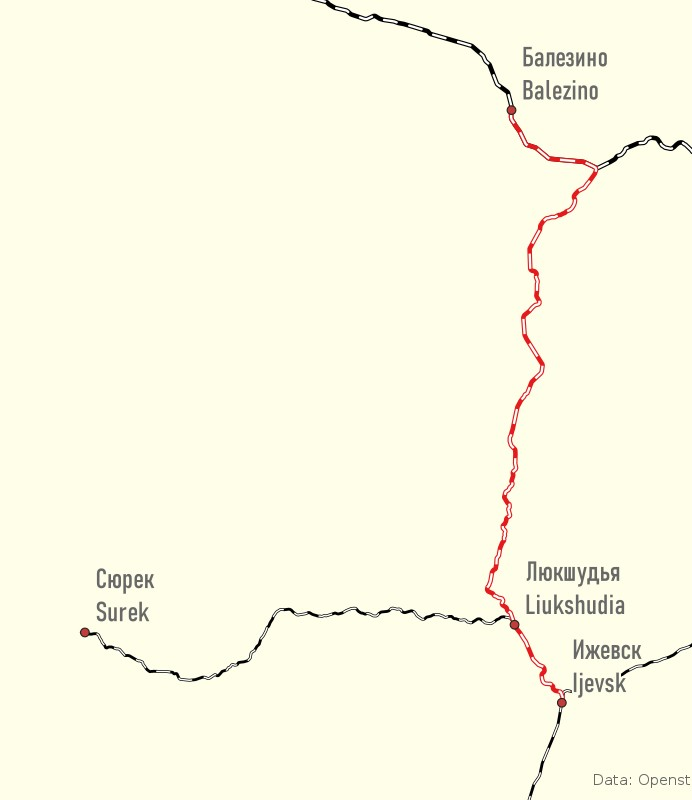 Балезино
Balezino
Сюрек
Surek
Люкшудья
Liukshudia
Ижевск
Ijevsk
Data: Openst